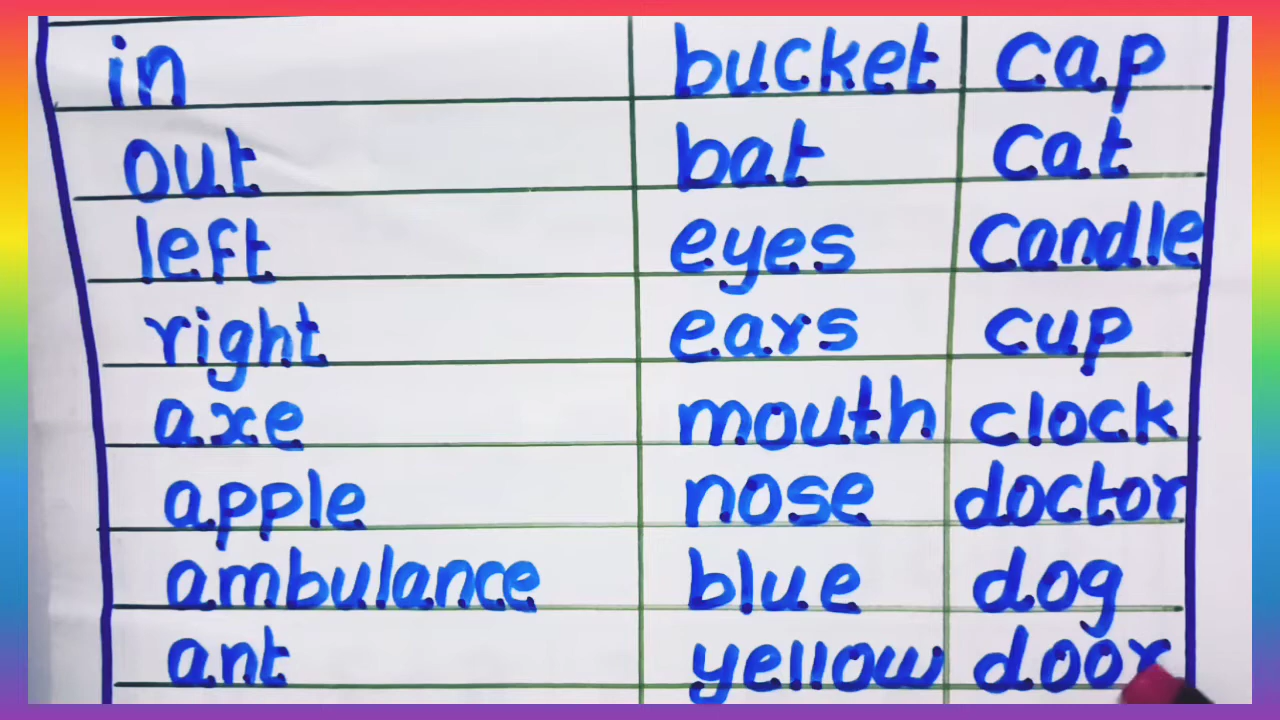 in bucket cap
out bat cat
left eyes candle
right ears cup
axe mouth clock
apple nose doctor
ambulance blue dog
ant yellow door